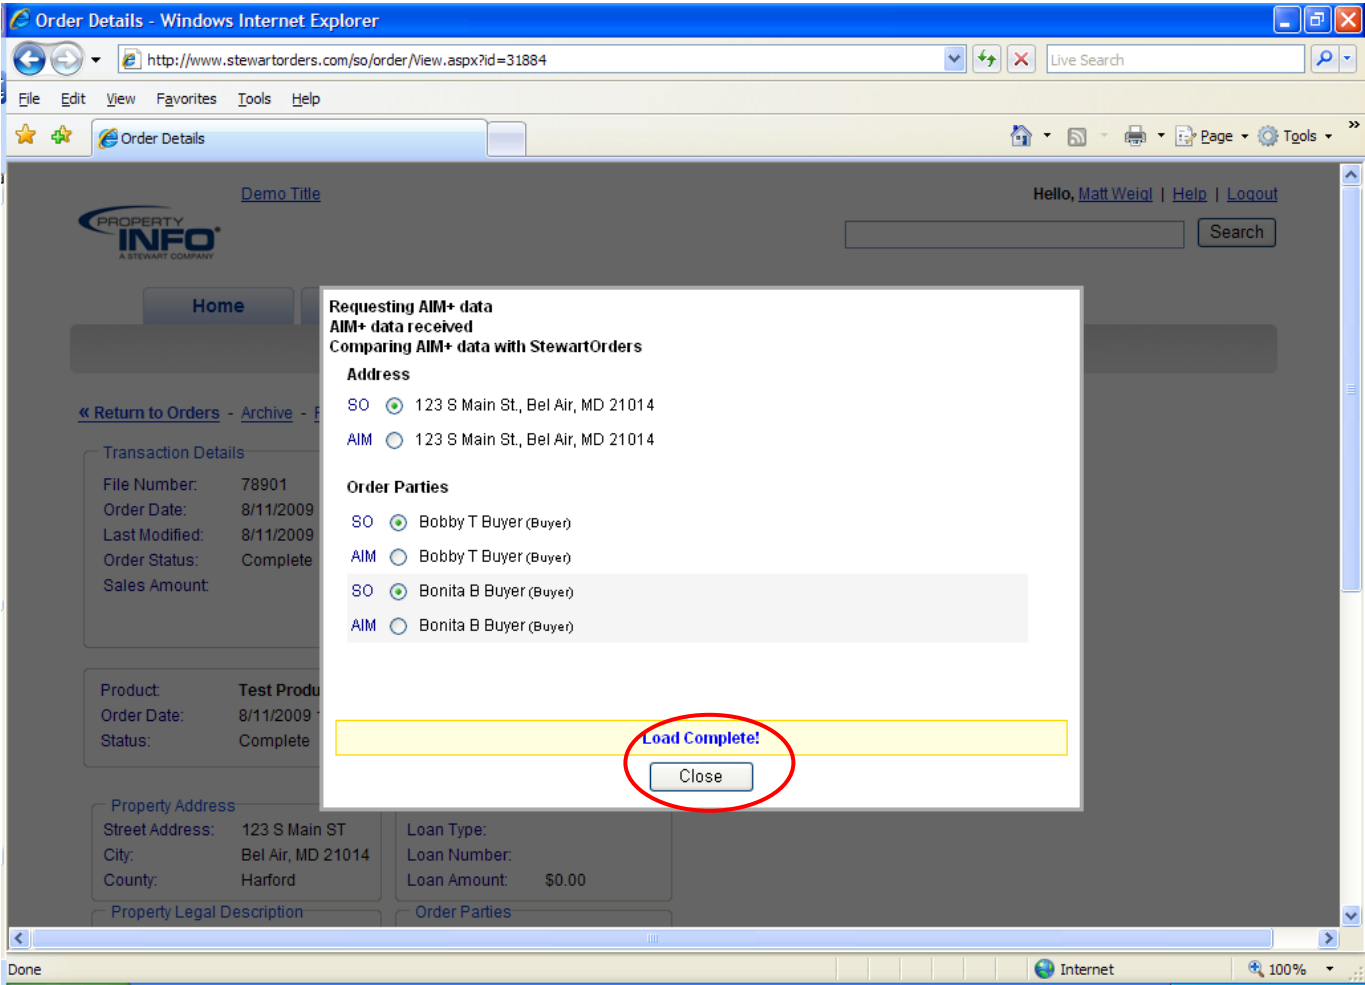 Order Details - Windows Internet Explorer
http://www.stewartorders.com/so/order/View.aspx?id=31884
Live Search
File Edit View Favorites Tools Help
Order Details
Page Tools
Demo Title
Hello, Matt Weigl | Help | Logout
PROPERTY
INFO
A STEWART COMPANY
Search
Home
Requesting AIM+ data
AIM+ data received
Comparing AIM+ data with StewartOrders
Address
SO 123 S Main St., Bel Air, MD 21014
AIM 123 S Main St., Bel Air, MD 21014
Order Parties
SO Bobby T Buyer (Buyer)
AIM Bobby T Buyer (Buyer)
SO Bonita B Buyer (Buyer)
AIM Bonita B Buyer (Buyer)
Load Complete!
Close
« Return to Orders - Archive -
Transaction Details
File Number: 78901
Order Date: 8/11/2009
Last Modified: 8/11/2009
Order Status: Complete
Sales Amount:
Product: Test Produ
Order Date: 8/11/2009
Status: Complete
Property Address
Street Address: 123 S Main ST
City: Bel Air, MD 21014
County: Harford
Loan Type:
Loan Number:
Loan Amount: $0.00
Property Legal Description
Order Parties
Done
Internet
100%